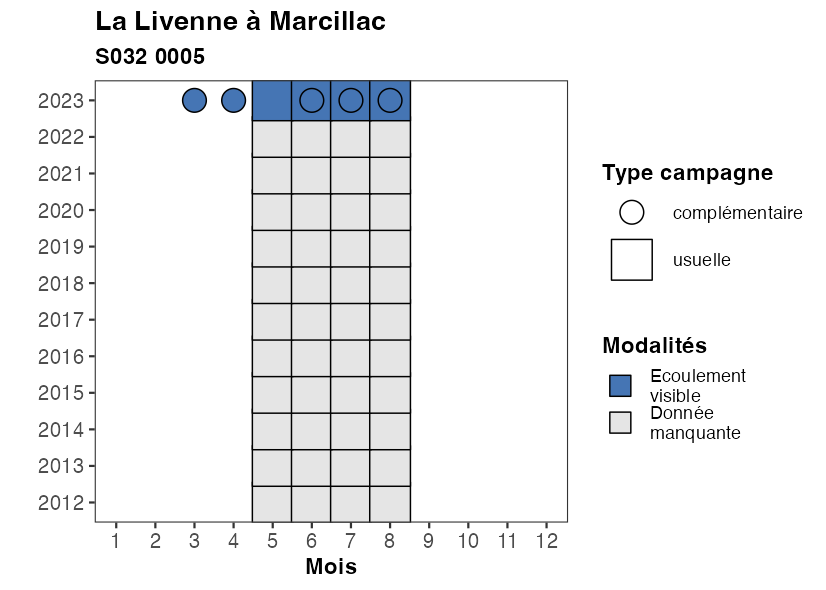 La Livenne à Marcillac
S032 0005
2023
2022
2021
2020
2019
2018
2017
2016
2015
2014
2013
2012
1 2 3 4 5 6 7 8 9 10 11 12
Mois
Type campagne
complémentaire
usuelle
Modalités
Ecoulement
visible
Donnée
manquante